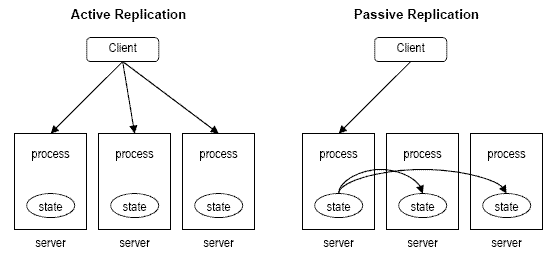 Active Replication
Passive Replication
Client
Client
process
process
process
process
process
process
state
state
state
state
state
state
server
server
server
server
server
server